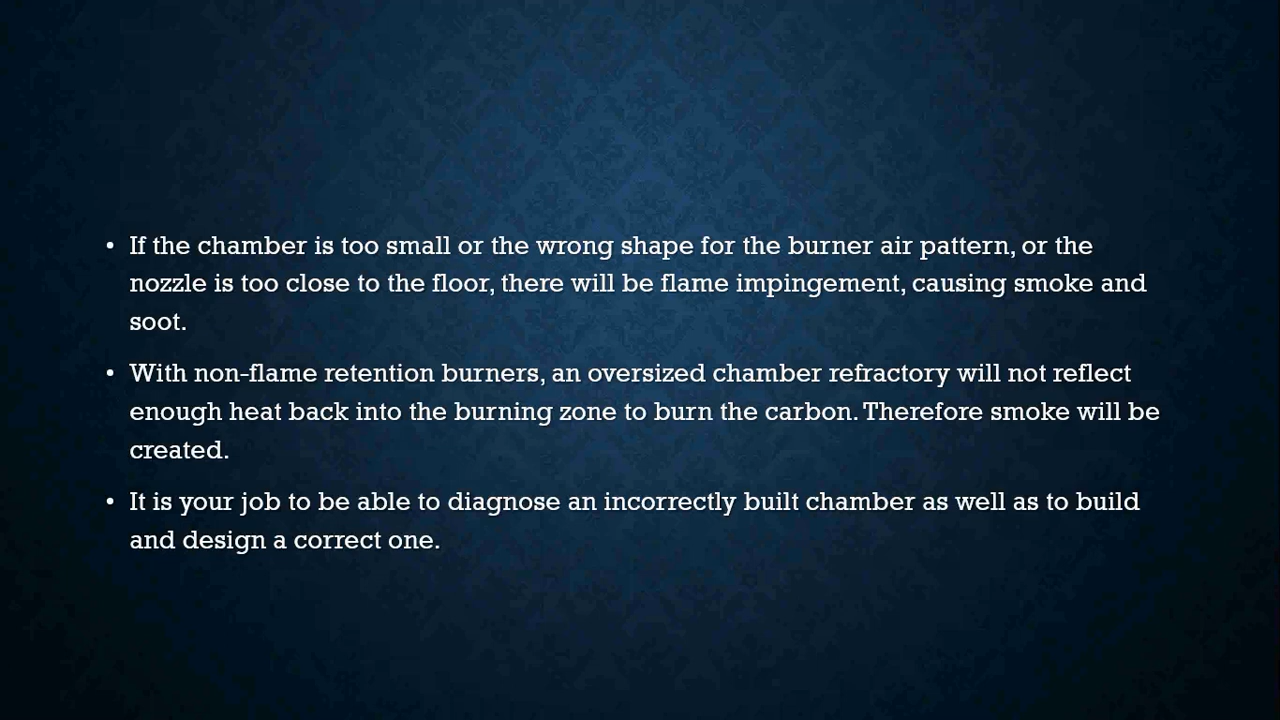 • If the chamber is too small or the wrong shape for the burner air pattern, or the
nozzle is too close to the floor, there will be flame impingement, causing smoke and
soot.
• With non-flame retention burners, an oversized chamber refractory will not reflect
enough heat back into the burning zone to burn the carbon. Therefore smoke will be
created.
• It is your job to be able to diagnose an incorrectly built chamber as well as to build
and design a correct one.